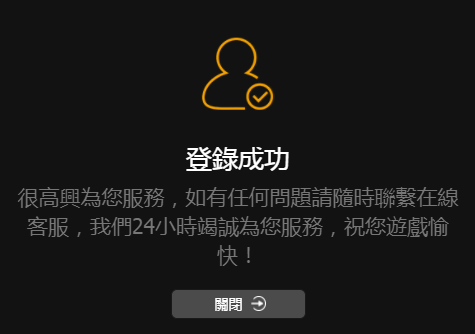 登錄成功
很高興為您服務，如有任何問題請隨時聯繫在線
客服，我們24小時竭誠為您服務，祝您遊戲愉
快！
關閉